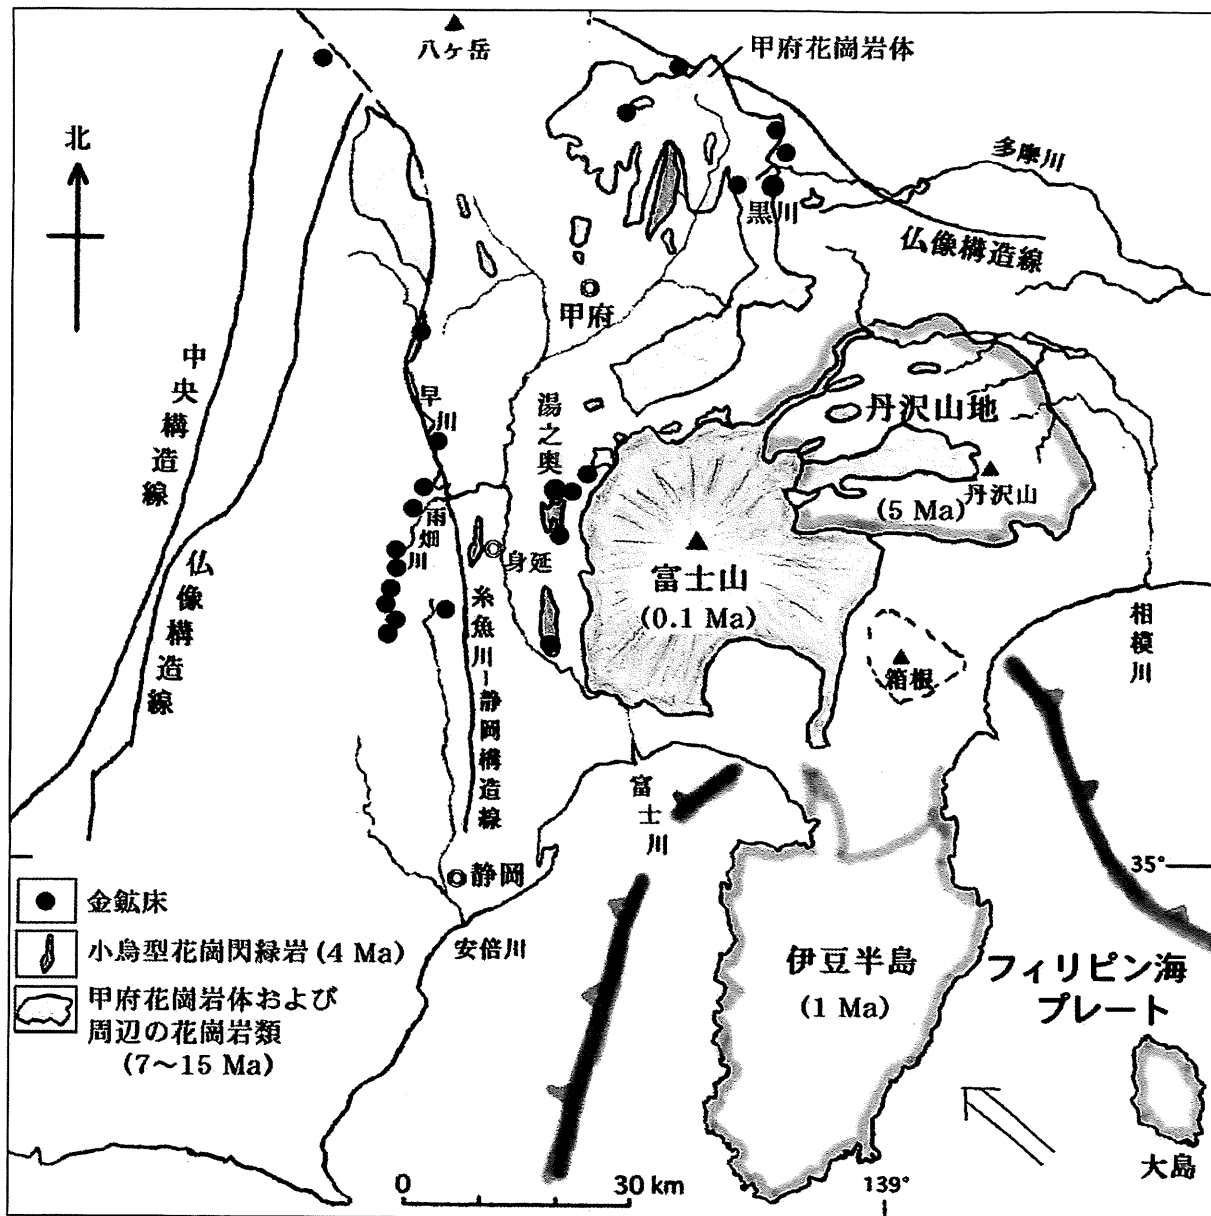 八ヶ岳
甲府花崗岩体
北
多摩川
黒川
仏像構造線
甲府
中央構造線
早川
湯之奥
丹沢山地
丹沢山
(5 Ma)
雨畑川
身延
富士山
(0.1 Ma)
仏像構造線
糸魚川－静岡構造線
箱根
相模川
富士川
35°
静岡
金鉱床
小烏型花崗閃緑岩 (4 Ma)
安倍川
伊豆半島
(1 Ma)
フィリピン海
プレート
甲府花崗岩体および
周辺の花崗岩類
(7～15 Ma)
大島
0
30 km
139°